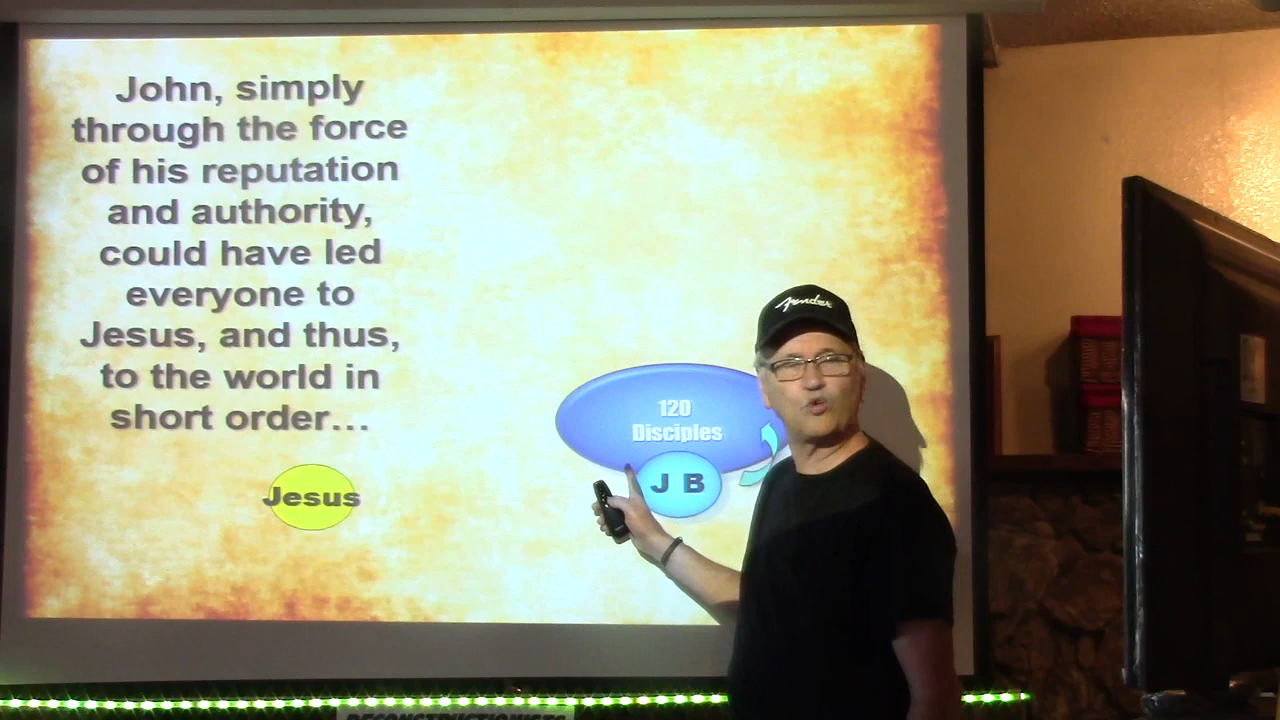 John, simply
through the force
of his reputation
and authority,
could have led
everyone to
Jesus, and thus,
to the world in
short order…
Jesus
120
Disciples
J B
Fender